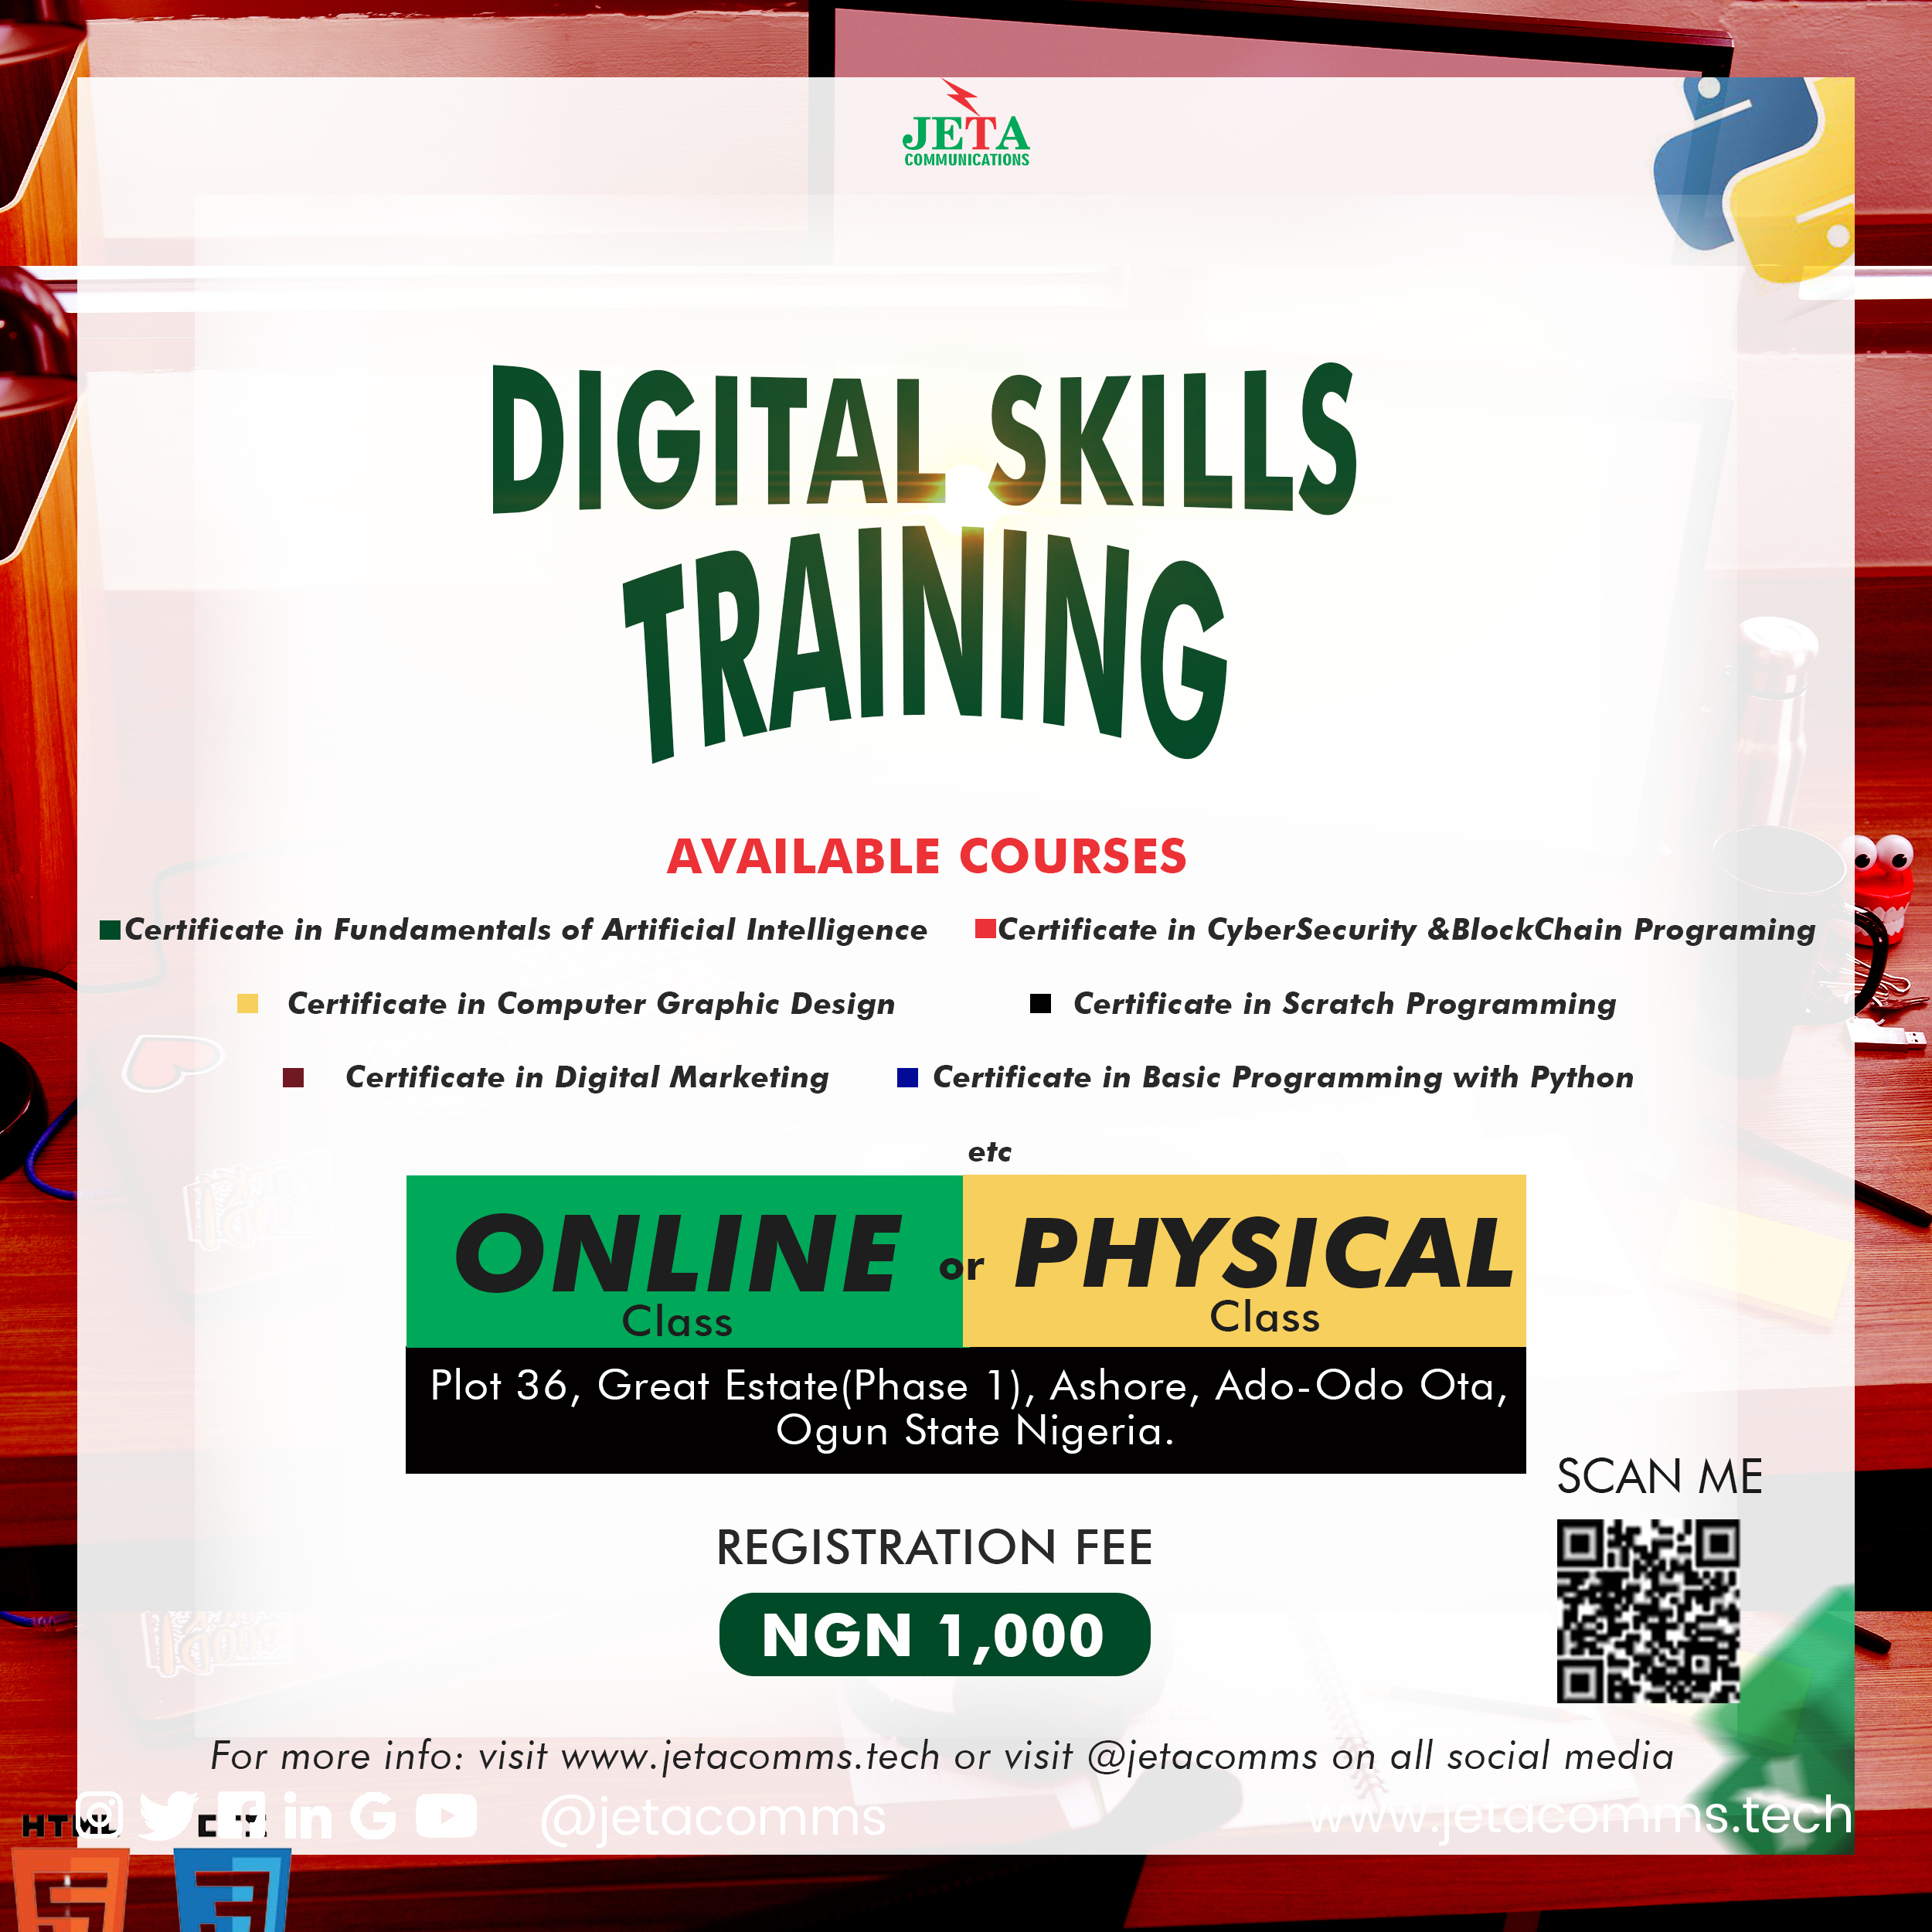 JETA
COMMUNICATIONS
DIGITAL SKILLS
TRAINING
AVAILABLE COURSES
Certificate in Fundamentals of Artificial Intelligence
Certificate in CyberSecurity &BlockChain Programing
Certificate in Computer Graphic Design
Certificate in Scratch Programming
Certificate in Digital Marketing
Certificate in Basic Programming with Python
etc
ONLINE or PHYSICAL
Class Class
Plot 36, Great Estate(Phase 1), Ashore, Ado-Odo Ota,
Ogun State Nigeria.
SCAN ME
REGISTRATION FEE
NGN 1,000
For more info: visit www.jetacomms.tech or visit @jetacomms on all social media
@jetacomms www.jetacomms.tech
HTML